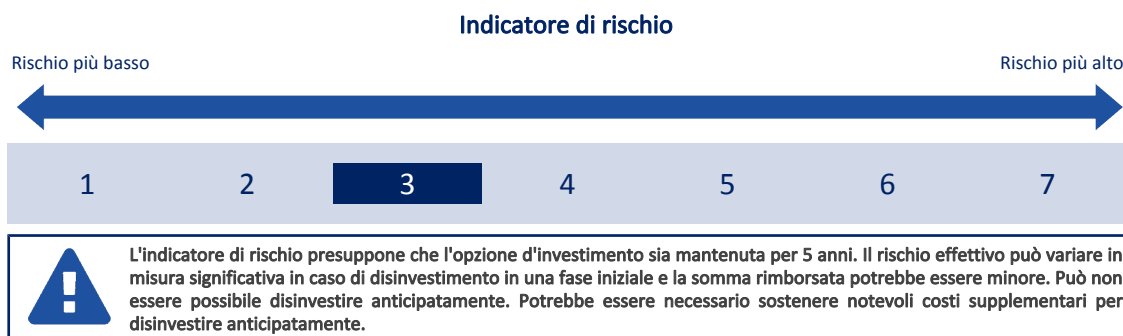 Indicatore di rischio
Rischio più basso
Rischio più alto
1 2 3 4 5 6 7
L'indicatore di rischio presuppone che l'opzione d'investimento sia mantenuta per 5 anni. Il rischio effettivo può variare in
misura significativa in caso di disinvestimento in una fase iniziale e la somma rimborsata potrebbe essere minore. Può non
essere possibile disinvestire anticipatamente. Potrebbe essere necessario sostenere notevoli costi supplementari per
disinvestire anticipatamente.